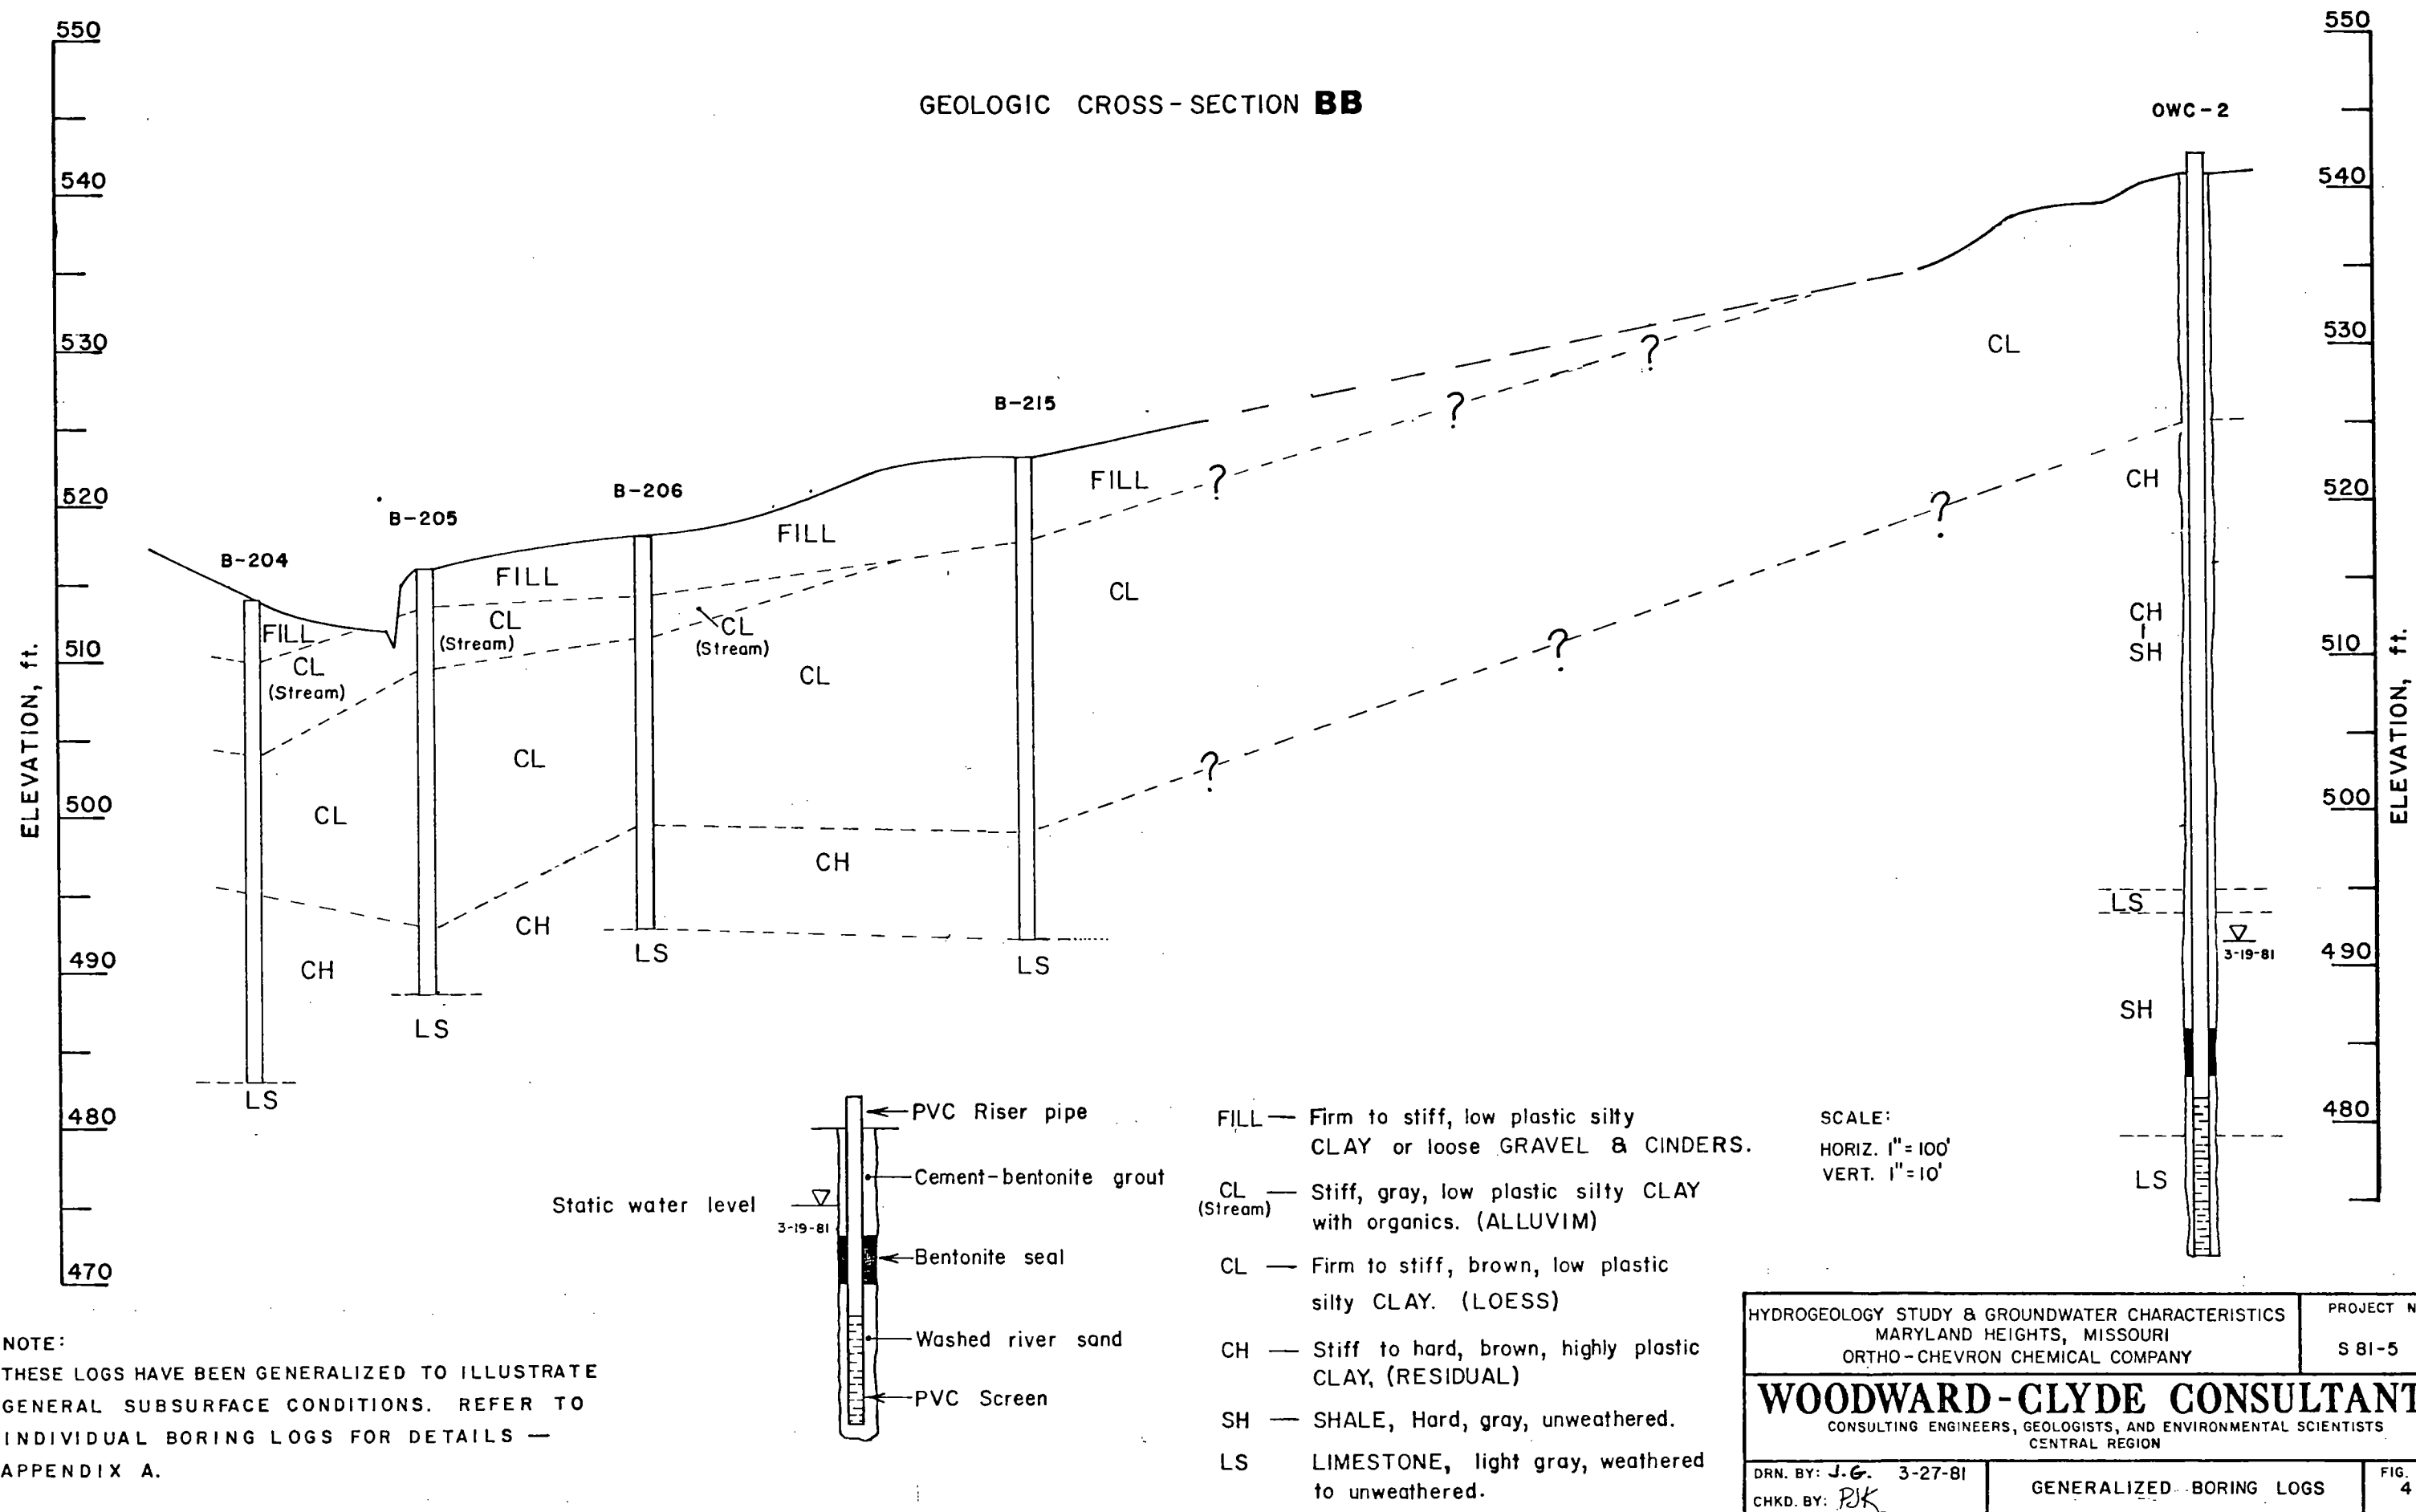 GEOLOGIC CROSS-SECTION BB
550
540
530
520
510
500
490
480
470
ELEVATION, ft.
B-204
B-205
B-206
B-215
OWC-2
FILL
CL
(Stream)
CL
CH
LS
FILL
CL
(Stream)
CL
CH
LS
FILL
CL
(Stream)
CL
CH
LS
FILL
CL
LS
?
?
?
?
?
?
CL
CH
CH
SH
LS
3-19-81
SH
LS
550
540
530
520
510
500
490
480
ELEVATION, ft.
PVC Riser pipe
Cement-bentonite grout
Static water level
3-19-81
Bentonite seal
Washed river sand
PVC Screen
FILL — Firm to stiff, low plastic silty
CLAY or loose GRAVEL & CINDERS.
CL — Stiff, gray, low plastic silty CLAY
(Stream) with organics. (ALLUVIM)
CL — Firm to stiff, brown, low plastic
silty CLAY. (LOESS)
CH — Stiff to hard, brown, highly plastic
CLAY, (RESIDUAL)
SH — SHALE, Hard, gray, unweathered.
LS LIMESTONE, light gray, weathered
to unweathered.
SCALE:
HORIZ. 1"=100'
VERT. 1"=10'
NOTE:
THESE LOGS HAVE BEEN GENERALIZED TO ILLUSTRATE
GENERAL SUBSURFACE CONDITIONS. REFER TO
INDIVIDUAL BORING LOGS FOR DETAILS —
APPENDIX A.
HYDROGEOLOGY STUDY & GROUNDWATER CHARACTERISTICS
MARYLAND HEIGHTS, MISSOURI
ORTHO-CHEVRON CHEMICAL COMPANY
PROJECT N
S 81-5
WOODWARD-CLYDE CONSULTANT
CONSULTING ENGINEERS, GEOLOGISTS, AND ENVIRONMENTAL SCIENTISTS
CENTRAL REGION
DRN. BY: J.G. 3-27-81
CHKD. BY: PJK
GENERALIZED BORING LOGS
FIG.
4